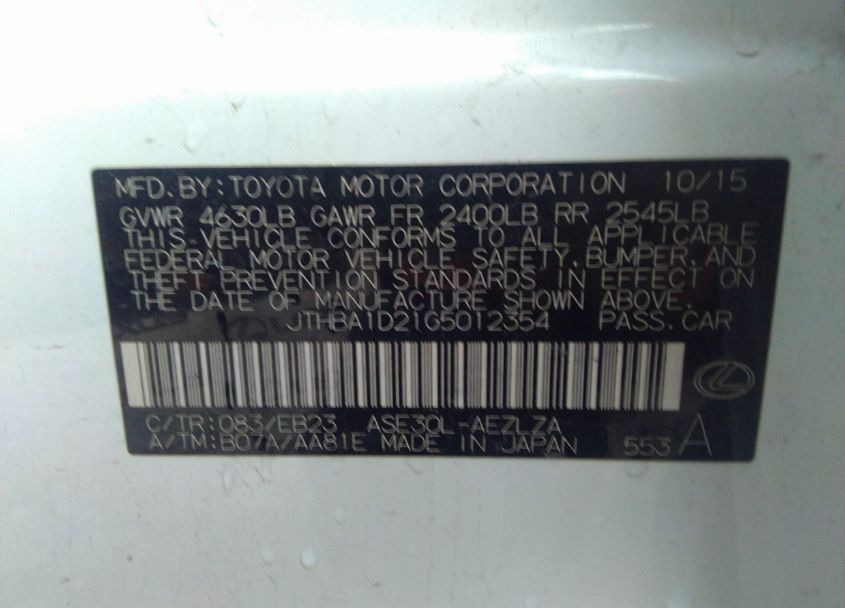 MFD. BY: TOYOTA MOTOR CORPORATION 10/15
GVWR 4630LB GAWR FR 2400LB RR 2545LB
THIS VEHICLE CONFORMS TO ALL APPLICABLE
FEDERAL MOTOR VEHICLE SAFETY, BUMPER, AND
THEFT PREVENTION STANDARDS IN EFFECT ON
THE DATE OF MANUFACTURE SHOWN ABOVE.
JTHBA1D21G5012354 PASS. CAR
C/TR: 083/EB23 ASE30L-AEZLZA
A/TM: B07A/AA81E MADE IN JAPAN 553 A